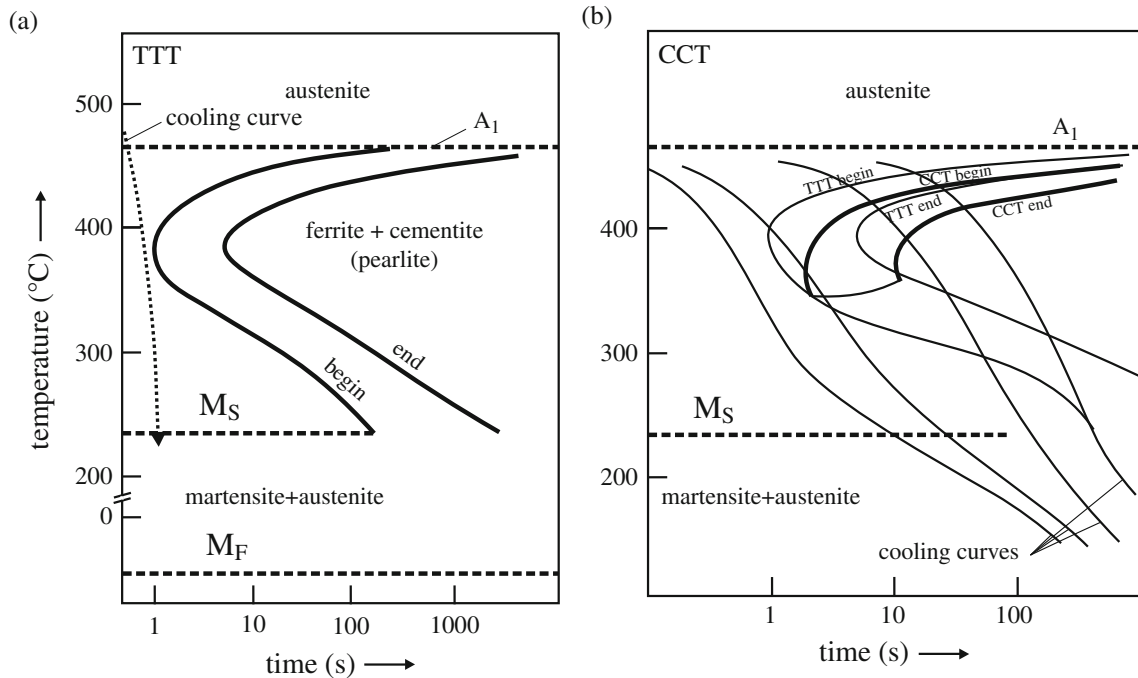 (a)
TTT
austenite
500
cooling curve
A1
400
ferrite + cementite
(pearlite)
temperature (°C)
300
begin
end
MS
200
martensite+austenite
0
MF
1
10
100
1000
time (s)
(b)
CCT
austenite
A1
TTT begin
CCT begin
TTT end
CCT end
400
300
MS
200
martensite+austenite
cooling curves
1
10
100
time (s)